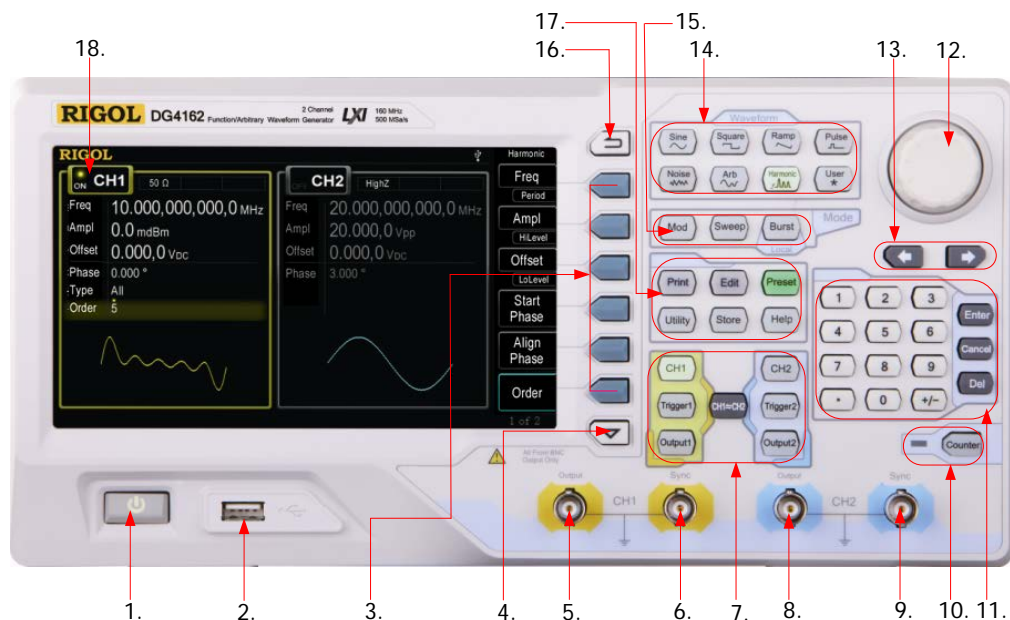 17.
15.
18.
16.
14.
13.
12.
RIGOL DG4162 Function/Arbitrary Waveform Generator
2 Channel
LXI
160 MHz
500 MSa/s
RIGOL
Harmonic
ON CH1
50 Ω
OFF CH2
HighZ
Freq 10.000,000,000,0 MHz
Ampl 0.0 mdBm
Offset 0.000,0 VDC
Phase 0.000 °
Type All
Order 5
Freq 20.000,000,000,0 MHz
Ampl 20.000,0 Vpp
Offset 0.000,0 VDC
Phase 3.000 °
Freq
Period
Ampl
HiLevel
Offset
LoLevel
Start
Phase
Align
Phase
Order
1 of 2
Waveform
Sine
Square
Ramp
Pulse
Noise
Arb
Harmonic
User
Mod
Sweep
Burst
Mode
Local
Print
Edit
Preset
Utility
Store
Help
1
2
3
Enter
4
5
6
Cancel
7
8
9
Del
•
0
+/−
CH1
CH2
Trigger1
CH1⇋CH2
Trigger2
Output1
Output2
Counter
All Front BNC
Output Only
Output
Sync
Output
Sync
CH1
CH2
1.
2.
3.
4.
5.
6.
7.
8.
9.
10.
11.